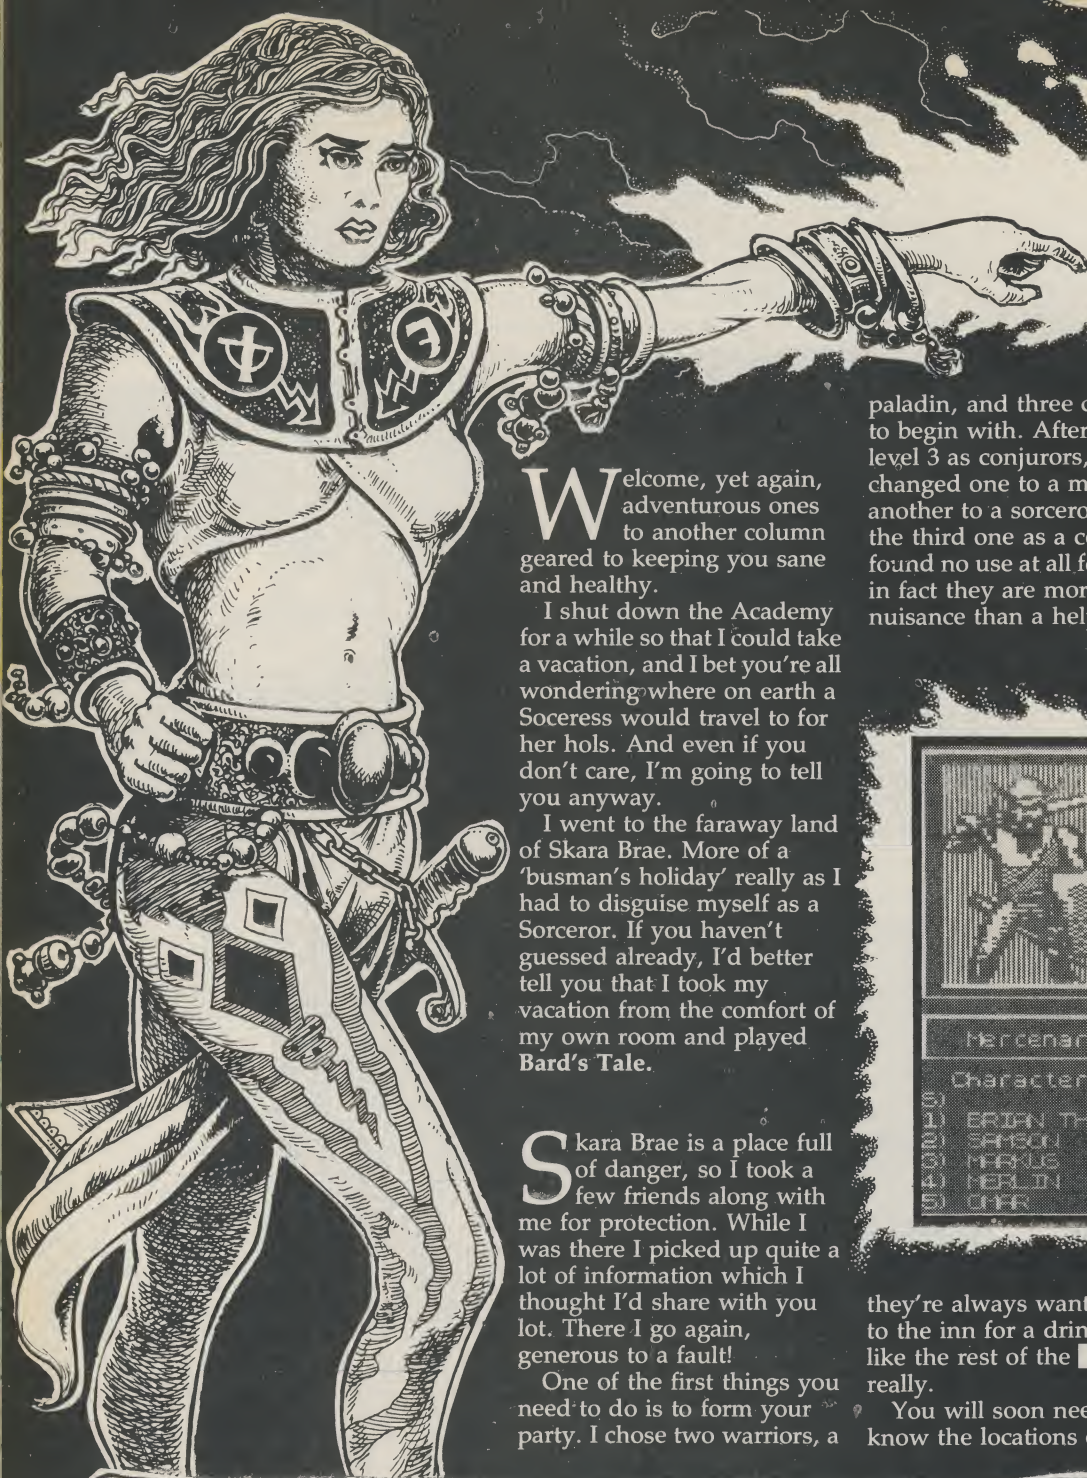 Welcome, yet again,
adventurous ones
to another column
geared to keeping you sane
and healthy.
I shut down the Academy
for a while so that I could take
a vacation, and I bet you're all
wondering where on earth a
Soceress would travel to for
her hols. And even if you
don't care, I'm going to tell
you anyway.
I went to the faraway land
of Skara Brae. More of a
'busman's holiday' really as I
had to disguise myself as a
Sorceror. If you haven't
guessed already, I'd better
tell you that I took my
vacation from the comfort of
my own room and played
Bard's Tale.
Skara Brae is a place full
of danger, so I took a
few friends along with
me for protection. While I
was there I picked up quite a
lot of information which I
thought I'd share with you
lot. There I go again,
generous to a fault!
One of the first things you
need to do is to form your
party. I chose two warriors, a
paladin, and three
to begin with. After
level 3 as conjurors,
changed one to a
another to a
the third one as a
found no use at all
in fact they are
nuisance than a
Character
S)
1) BRIAN
2) SAMSON
3) MARKUS
4) MERLIN
5) OMAR
they're always
to the inn for a
like the rest of the
really.
You will soon
know the locations